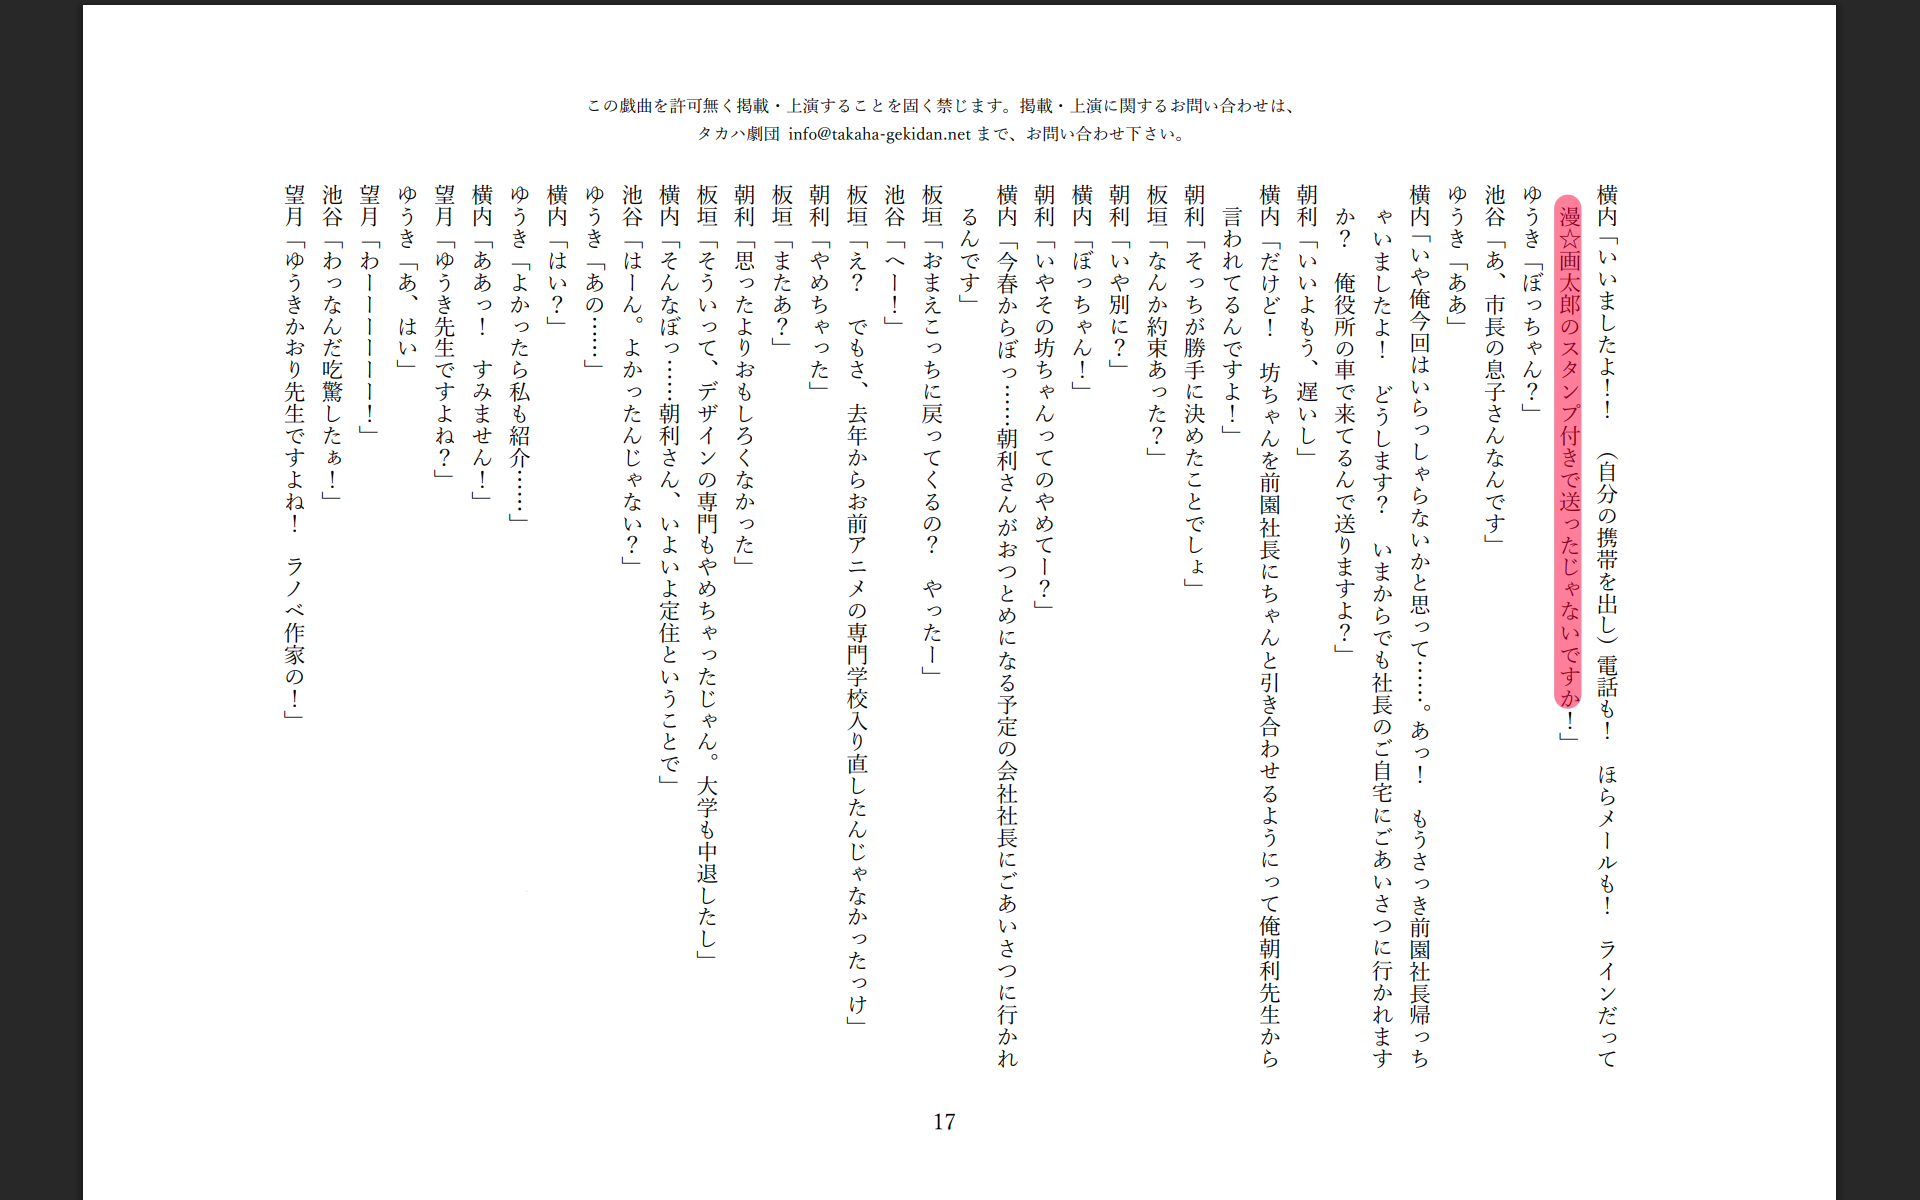 この戯曲を許可無く掲載・上演することを固く禁じます。掲載・上演に関するお問い合わせは、
タカハ劇団 info@takaha-gekidan.net まで、お問い合わせ下さい。
横内「いいましたよ！！　（自分の携帯を出し）電話も！　ほらメールも！　ラインだって
漫☆画太郎のスタンプ付きで送ったじゃないですか！」
ゆうき「ぼっちゃん？」
池谷「あ、市長の息子さんなんです」
ゆうき「ああ」
横内「いや俺今回はいらっしゃらないかと思って……。あっ！　もうさっき前園社長帰っち
ゃいましたよ！　どうします？　いまからでも社長のご自宅にごあいさつに行かれます
か？　俺役所の車で来てるんで送りますよ？」
朝利「いいよもう、遅いし」
横内「だけど！　坊ちゃんを前園社長にちゃんと引き合わせるようにって俺朝利先生から
言われてるんですよ！」
朝利「そっちが勝手に決めたことでしょ」
板垣「なんか約束あった？」
朝利「いや別に？」
横内「ぼっちゃん！」
朝利「いやその坊ちゃんってのやめてー？」
横内「今春からぼっ……朝利さんがおつとめになる予定の会社社長にごあいさつに行かれ
るんです」
板垣「おまえこっちに戻ってくるの？　やったー」
池谷「へー！」
板垣「え？　でもさ、去年からお前アニメの専門学校入り直したんじゃなかったっけ」
朝利「やめちゃった」
板垣「またあ？」
朝利「思ったよりおもしろくなかった」
板垣「そういって、デザインの専門もやめちゃったじゃん。大学も中退したし」
横内「そんなぼっ……朝利さん、いよいよ定住ということで」
池谷「はーん。よかったんじゃない？」
ゆうき「あの……」
横内「はい？」
ゆうき「よかったら私も紹介……」
横内「ああっ！　すみません！」
望月「ゆうき先生ですよね？」
ゆうき「あ、はい」
望月「わーーーーーー！」
池谷「わっなんだ吃驚したぁ！」
望月「ゆうきかおり先生ですよね！　ラノベ作家の！」
17